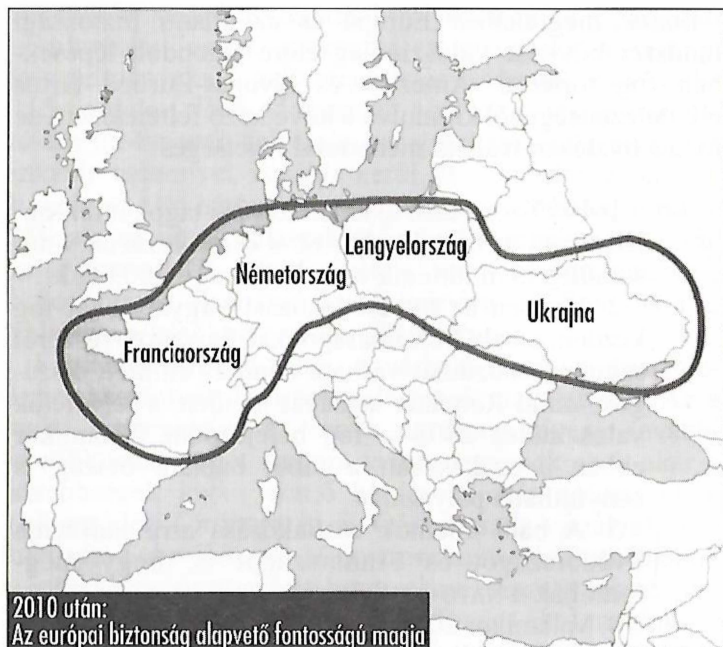 Lengyelország
Németország
Ukrajna
Franciaország
2010 után:
Az európai biztonság alapvető fontosságú magja